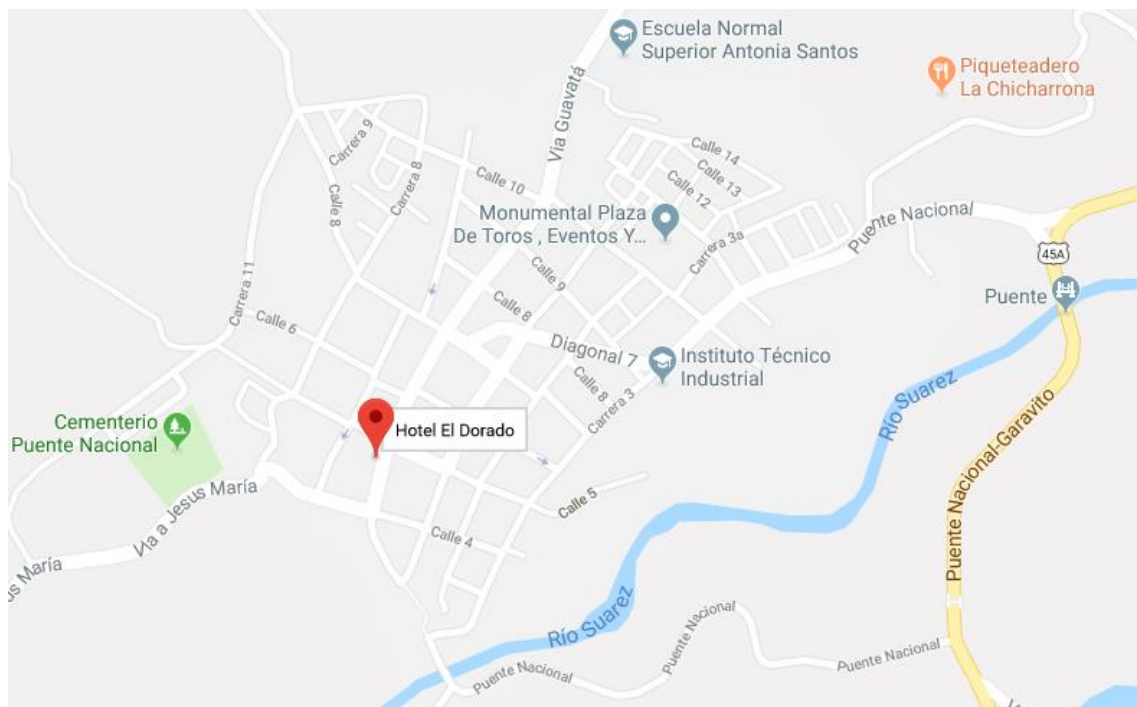 Escuela Normal
Superior Antonia Santos
Piqueteadero
La Chicharrona
Via Guavatá
Carrera 9
Carrera 8
Calle 14
Calle 13
Calle 12
Calle 10
Calle 8
Monumental Plaza
De Toros , Eventos Y...
Puente Nacional
Carrera 3a
45A
Carrera 11
Calle 9
Puente
Calle 6
Calle 8
Diagonal 7
Instituto Técnico
Industrial
Calle 8
Carrera 3
Río Suarez
Cementerio
Puente Nacional
Hotel El Dorado
Puente Nacional-Garavito
Vía a Jesus María
Calle 5
Calle 4
us María
Río Suarez
Puente Nacional
Puente Nacional
Puente Nacional